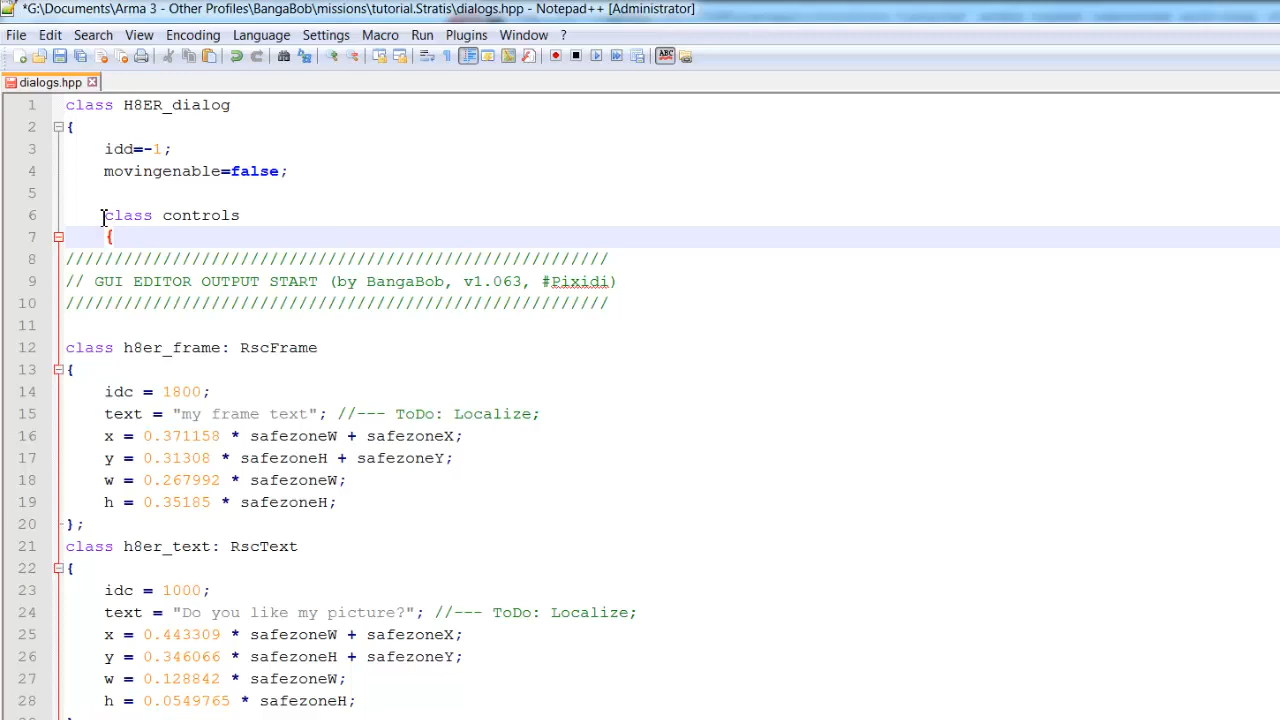 *G:\Documents\Arma 3 - Other Profiles\BangaBob\missions\tutorial.Stratis\dialogs.hpp - Notepad++ [Administrator]
File Edit Search View Encoding Language Settings Macro Run Plugins Window ?
ABC
dialogs.hpp
1 class H8ER_dialog
2 {
3 idd=-1;
4 movingenable=false;
5
6 class controls
7 {
8 ////////////////////////////////////////////////////////
9 // GUI EDITOR OUTPUT START (by BangaBob, v1.063, #Pixidi)
10 ////////////////////////////////////////////////////////
11
12 class h8er_frame: RscFrame
13 {
14 idc = 1800;
15 text = "my frame text"; //--- ToDo: Localize;
16 x = 0.371158 * safezoneW + safezoneX;
17 y = 0.31308 * safezoneH + safezoneY;
18 w = 0.267992 * safezoneW;
19 h = 0.35185 * safezoneH;
20 };
21 class h8er_text: RscText
22 {
23 idc = 1000;
24 text = "Do you like my picture?"; //--- ToDo: Localize;
25 x = 0.443309 * safezoneW + safezoneX;
26 y = 0.346066 * safezoneH + safezoneY;
27 w = 0.128842 * safezoneW;
28 h = 0.0549765 * safezoneH;